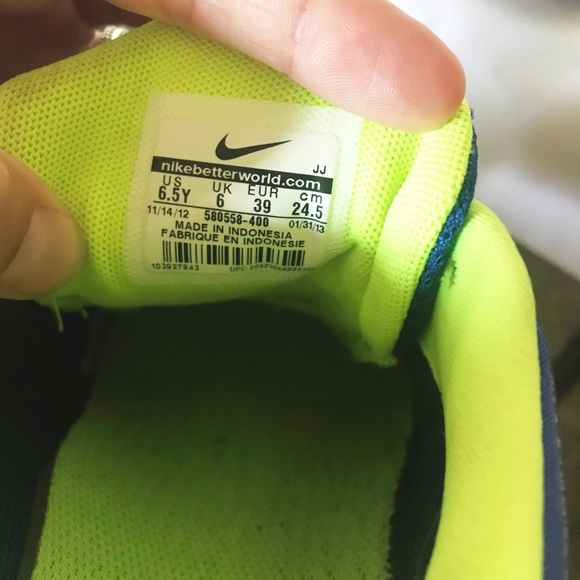 JJ
nikebetterworld.com
US UK EUR cm
6.5Y 6 39 24.5
11/14/12 580558-400 01/31/13
MADE IN INDONESIA
FABRIQUE EN INDONESIE
103927943 UPC